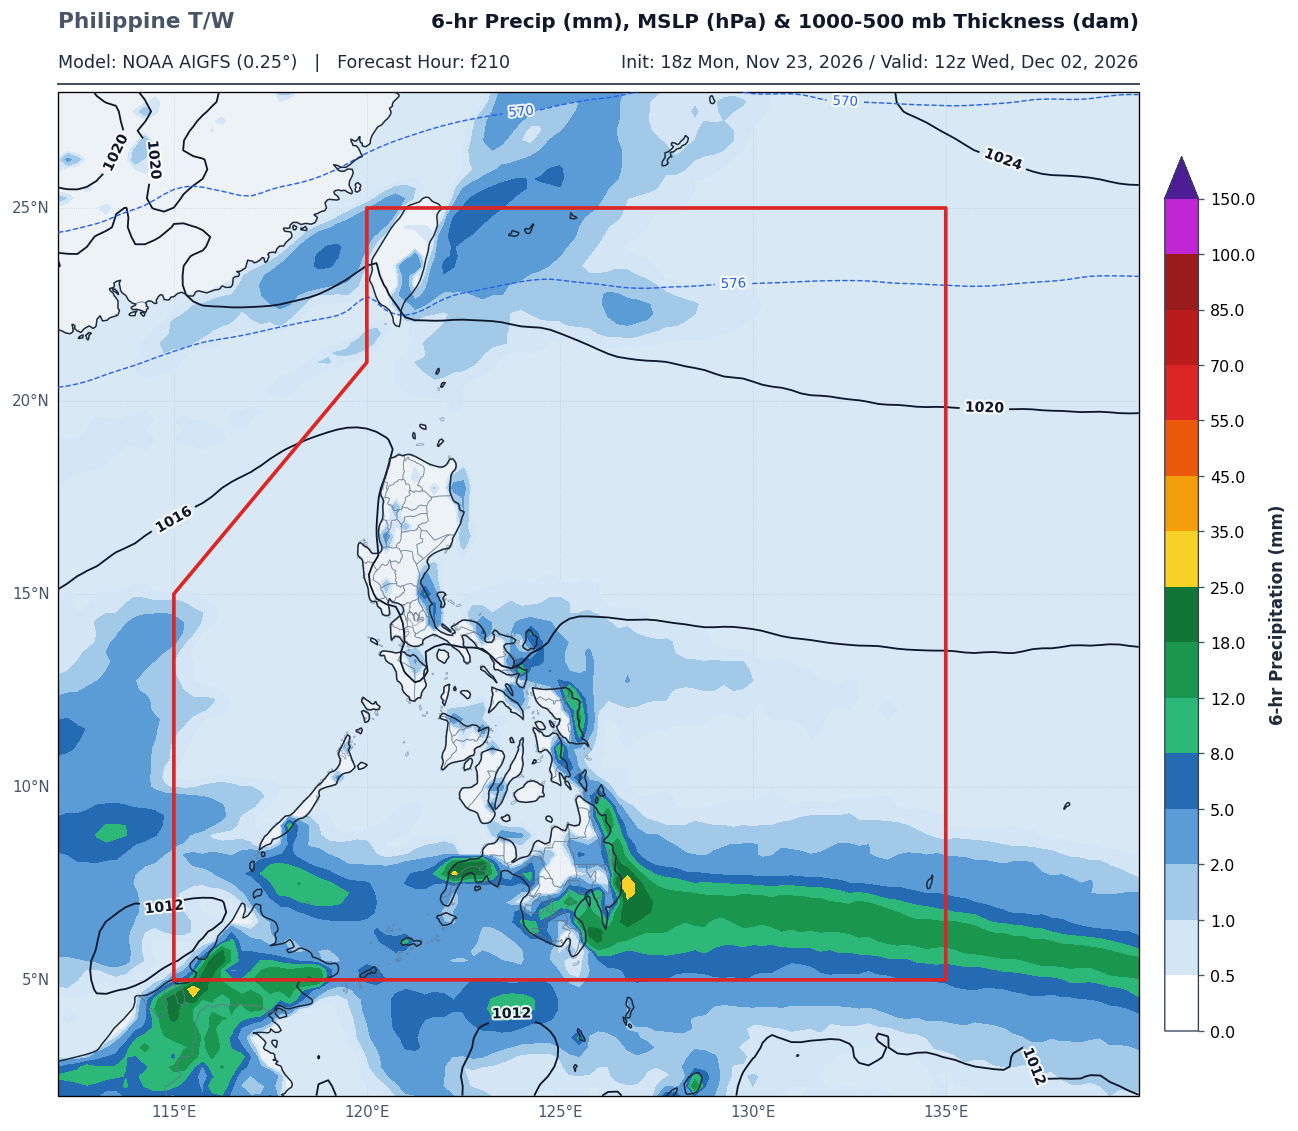 Philippine T/W
6-hr Precip (mm), MSLP (hPa) & 1000-500 mb Thickness (dam)
Model: NOAA AIGFS (0.25°)   |   Forecast Hour: f210
Init: 18z Mon, Nov 23, 2026 / Valid: 12z Wed, Dec 02, 2026
570
570
1020
1020
1024
25°N
576
20°N
1020
1016
15°N
10°N
1012
5°N
1012
1012
115°E
120°E
125°E
130°E
135°E
150.0
100.0
85.0
70.0
55.0
45.0
35.0
25.0
18.0
12.0
8.0
5.0
2.0
1.0
0.5
0.0
6-hr Precipitation (mm)